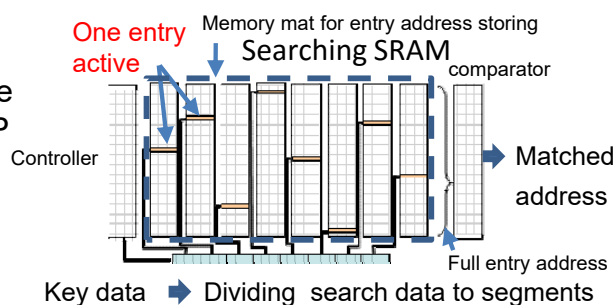 Memory mat for entry address storing
One entry
active
Searching SRAM
comparator
e
P
Controller
Matched
address
Full entry address
Key data
Dividing search data to segments